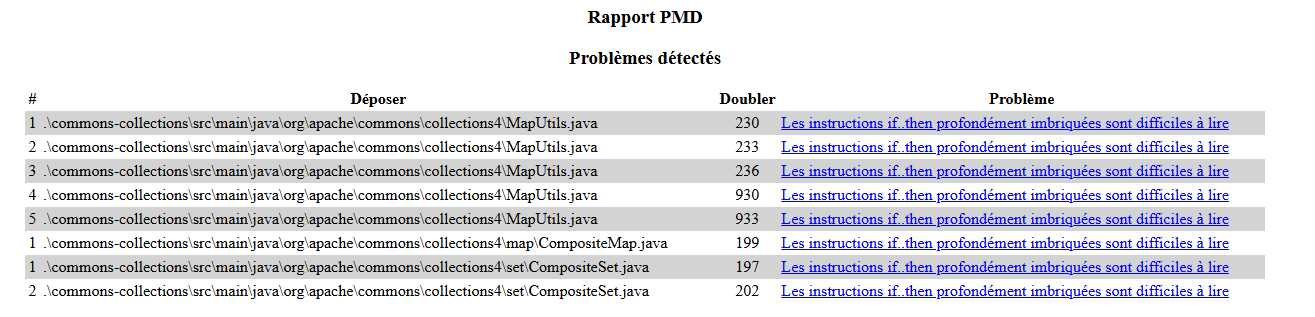 Rapport PMD
Problèmes détectés
# Déposer Doubler Problème
1 .\commons-collections\src\main\java\org\apache\commons\collections4\MapUtils.java 230 Les instructions if..then profondément imbriquées sont difficiles à lire
2 .\commons-collections\src\main\java\org\apache\commons\collections4\MapUtils.java 233 Les instructions if..then profondément imbriquées sont difficiles à lire
3 .\commons-collections\src\main\java\org\apache\commons\collections4\MapUtils.java 236 Les instructions if..then profondément imbriquées sont difficiles à lire
4 .\commons-collections\src\main\java\org\apache\commons\collections4\MapUtils.java 930 Les instructions if..then profondément imbriquées sont difficiles à lire
5 .\commons-collections\src\main\java\org\apache\commons\collections4\MapUtils.java 933 Les instructions if..then profondément imbriquées sont difficiles à lire
1 .\commons-collections\src\main\java\org\apache\commons\collections4\map\CompositeMap.java 199 Les instructions if..then profondément imbriquées sont difficiles à lire
1 .\commons-collections\src\main\java\org\apache\commons\collections4\set\CompositeSet.java 197 Les instructions if..then profondément imbriquées sont difficiles à lire
2 .\commons-collections\src\main\java\org\apache\commons\collections4\set\CompositeSet.java 202 Les instructions if..then profondément imbriquées sont difficiles à lire